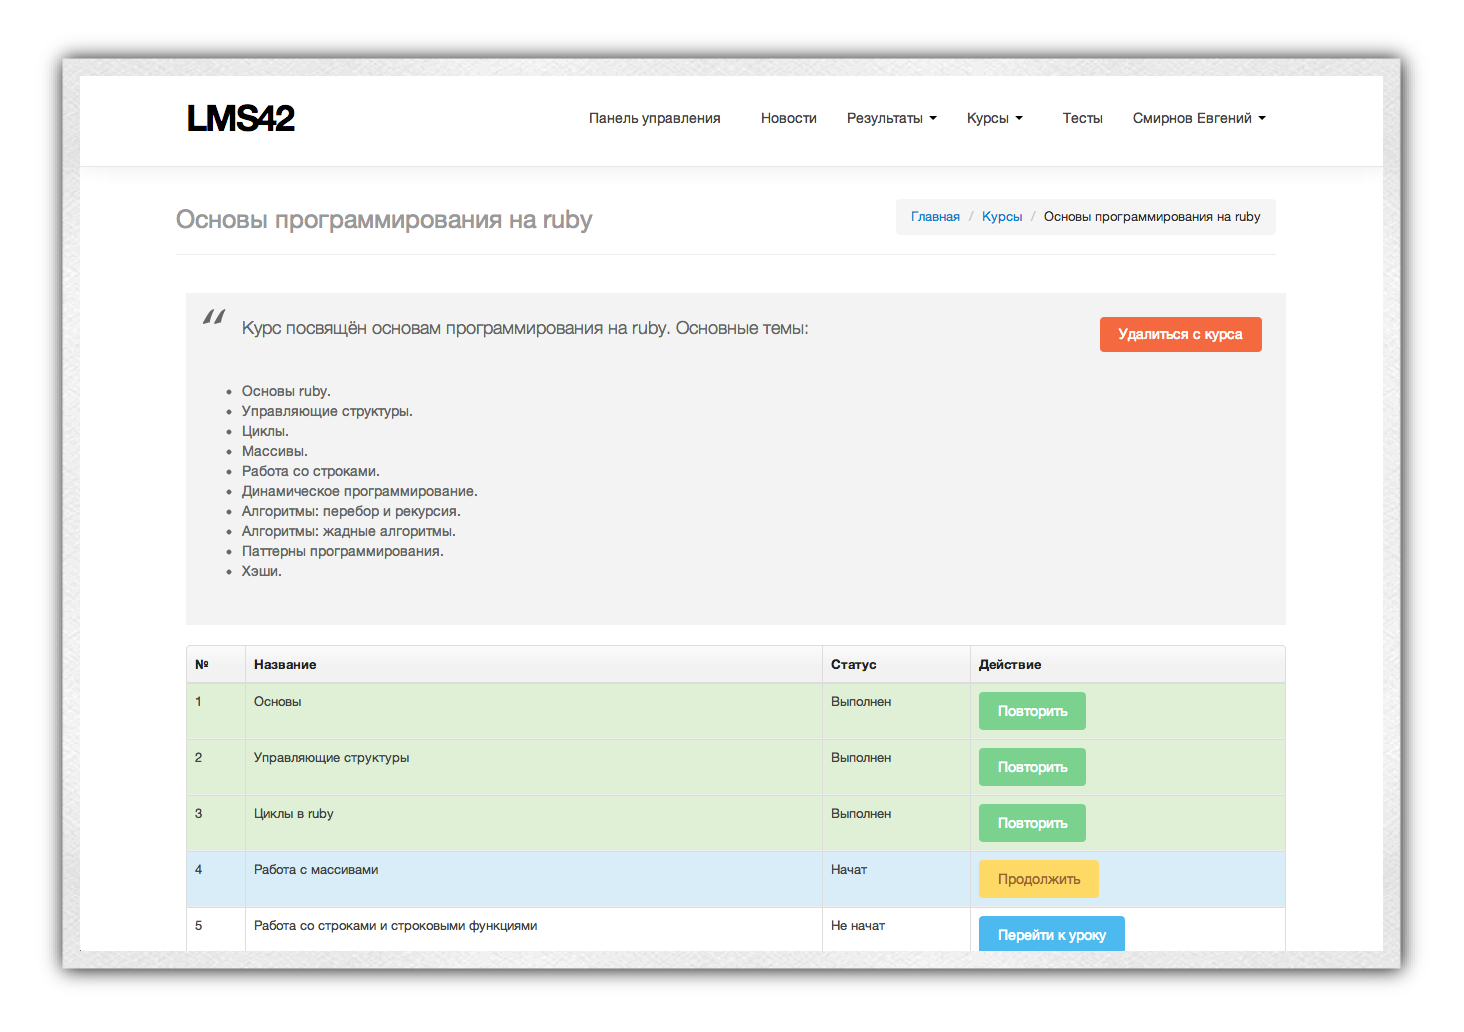 LMS42
Панель управления Новости Результаты Курсы Тесты Смирнов Евгений
Основы программирования на ruby
Главная / Курсы / Основы программирования на ruby
“ Курс посвящён основам программирования на ruby. Основные темы:
Удалиться с курса
• Основы ruby.
• Управляющие структуры.
• Циклы.
• Массивы.
• Работа со строками.
• Динамическое программирование.
• Алгоритмы: перебор и рекурсия.
• Алгоритмы: жадные алгоритмы.
• Паттерны программирования.
• Хэши.
№ Название Статус Действие
1 Основы Выполнен Повторить
2 Управляющие структуры Выполнен Повторить
3 Циклы в ruby Выполнен Повторить
4 Работа с массивами Начат Продолжить
5 Работа со строками и строковыми функциями Не начат Перейти к уроку